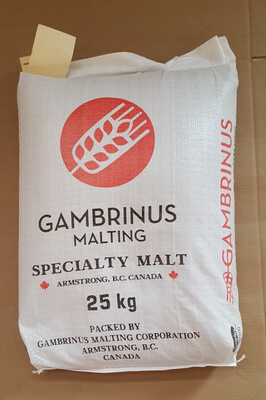 GAMBRINUS
MALTING
SPECIALTY MALT
ARMSTRONG, B.C. CANADA
25 kg
PACKED BY
GAMBRINUS MALTING CORPORATION
ARMSTRONG, B.C.
CANADA
GAMBRINUS